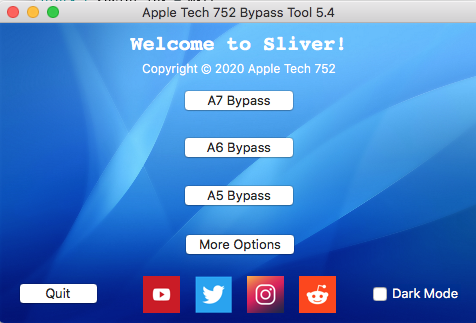 Apple Tech 752 Bypass Tool 5.4
Welcome to Sliver!
Copyright © 2020 Apple Tech 752
A7 Bypass
A6 Bypass
A5 Bypass
More Options
Quit
Dark Mode